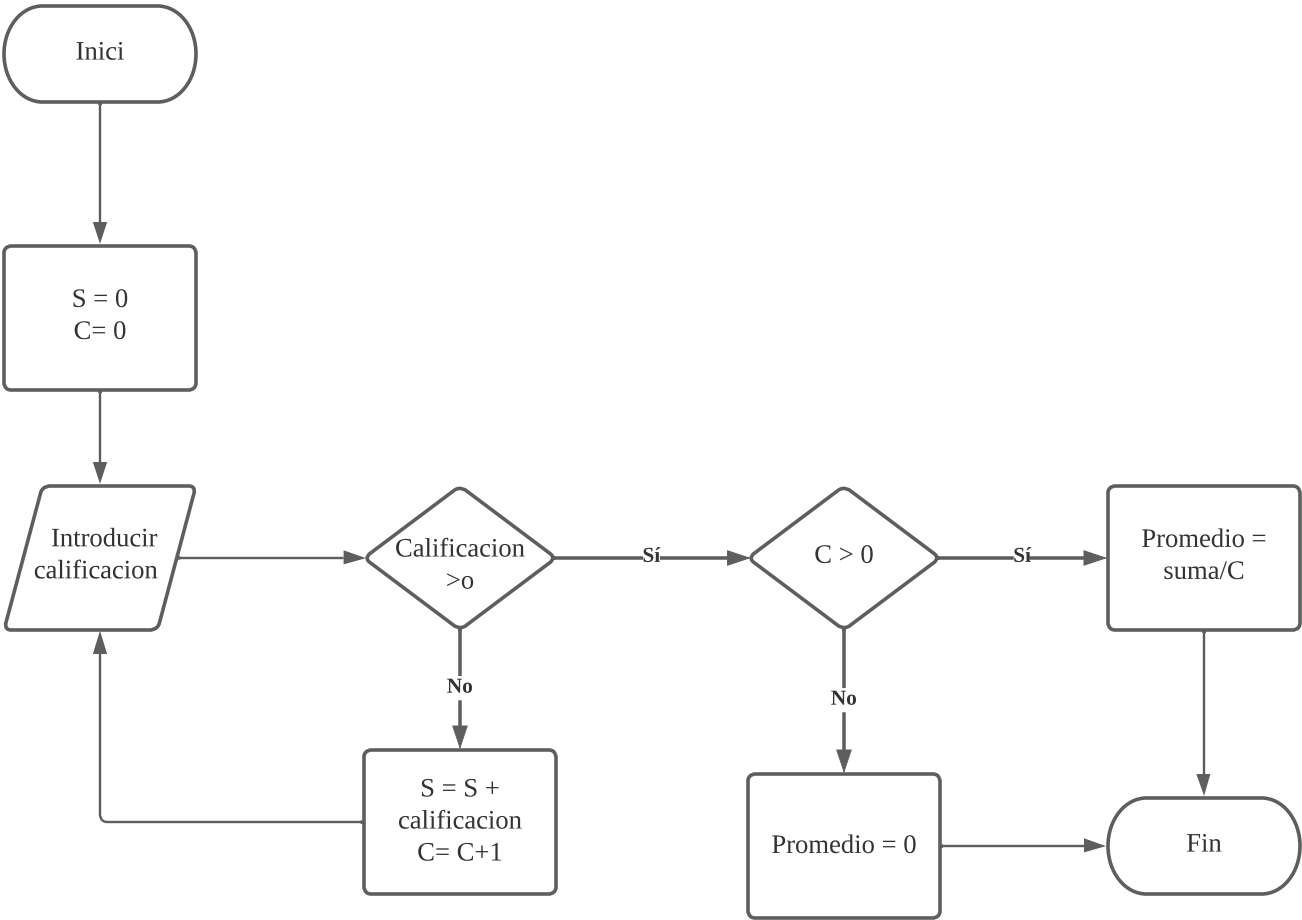 Inici
S = 0
C= 0
Introducir
calificacion
Calificacion
>o
Sí
C > 0
Sí
Promedio =
suma/C
No
No
S = S +
calificacion
C= C+1
Promedio = 0
Fin